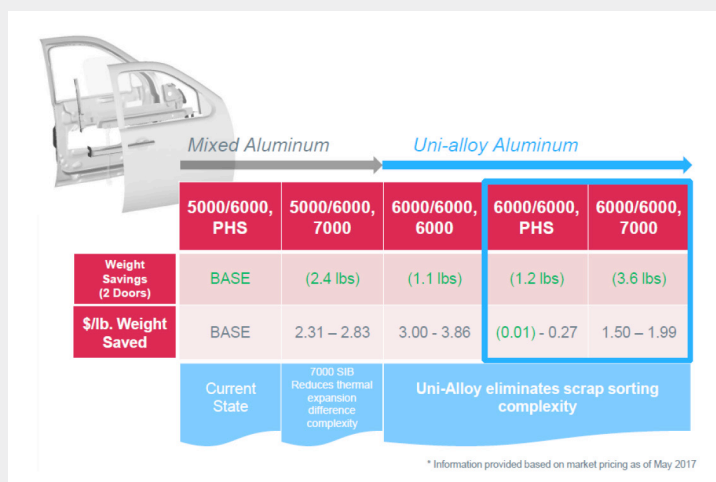 Mixed Aluminum
Uni-alloy Aluminum
5000/6000,
PHS
5000/6000,
7000
6000/6000,
6000
6000/6000,
PHS
6000/6000,
7000
Weight
Savings
(2 Doors)
BASE
(2.4 lbs)
(1.1 lbs)
(1.2 lbs)
(3.6 lbs)
$/lb. Weight
Saved
BASE
2.31 – 2.83
3.00 - 3.86
(0.01) - 0.27
1.50 – 1.99
Current
State
7000 SIB
Reduces thermal
expansion
difference
complexity
Uni-Alloy eliminates scrap sorting
complexity
* Information provided based on market pricing as of May 2017